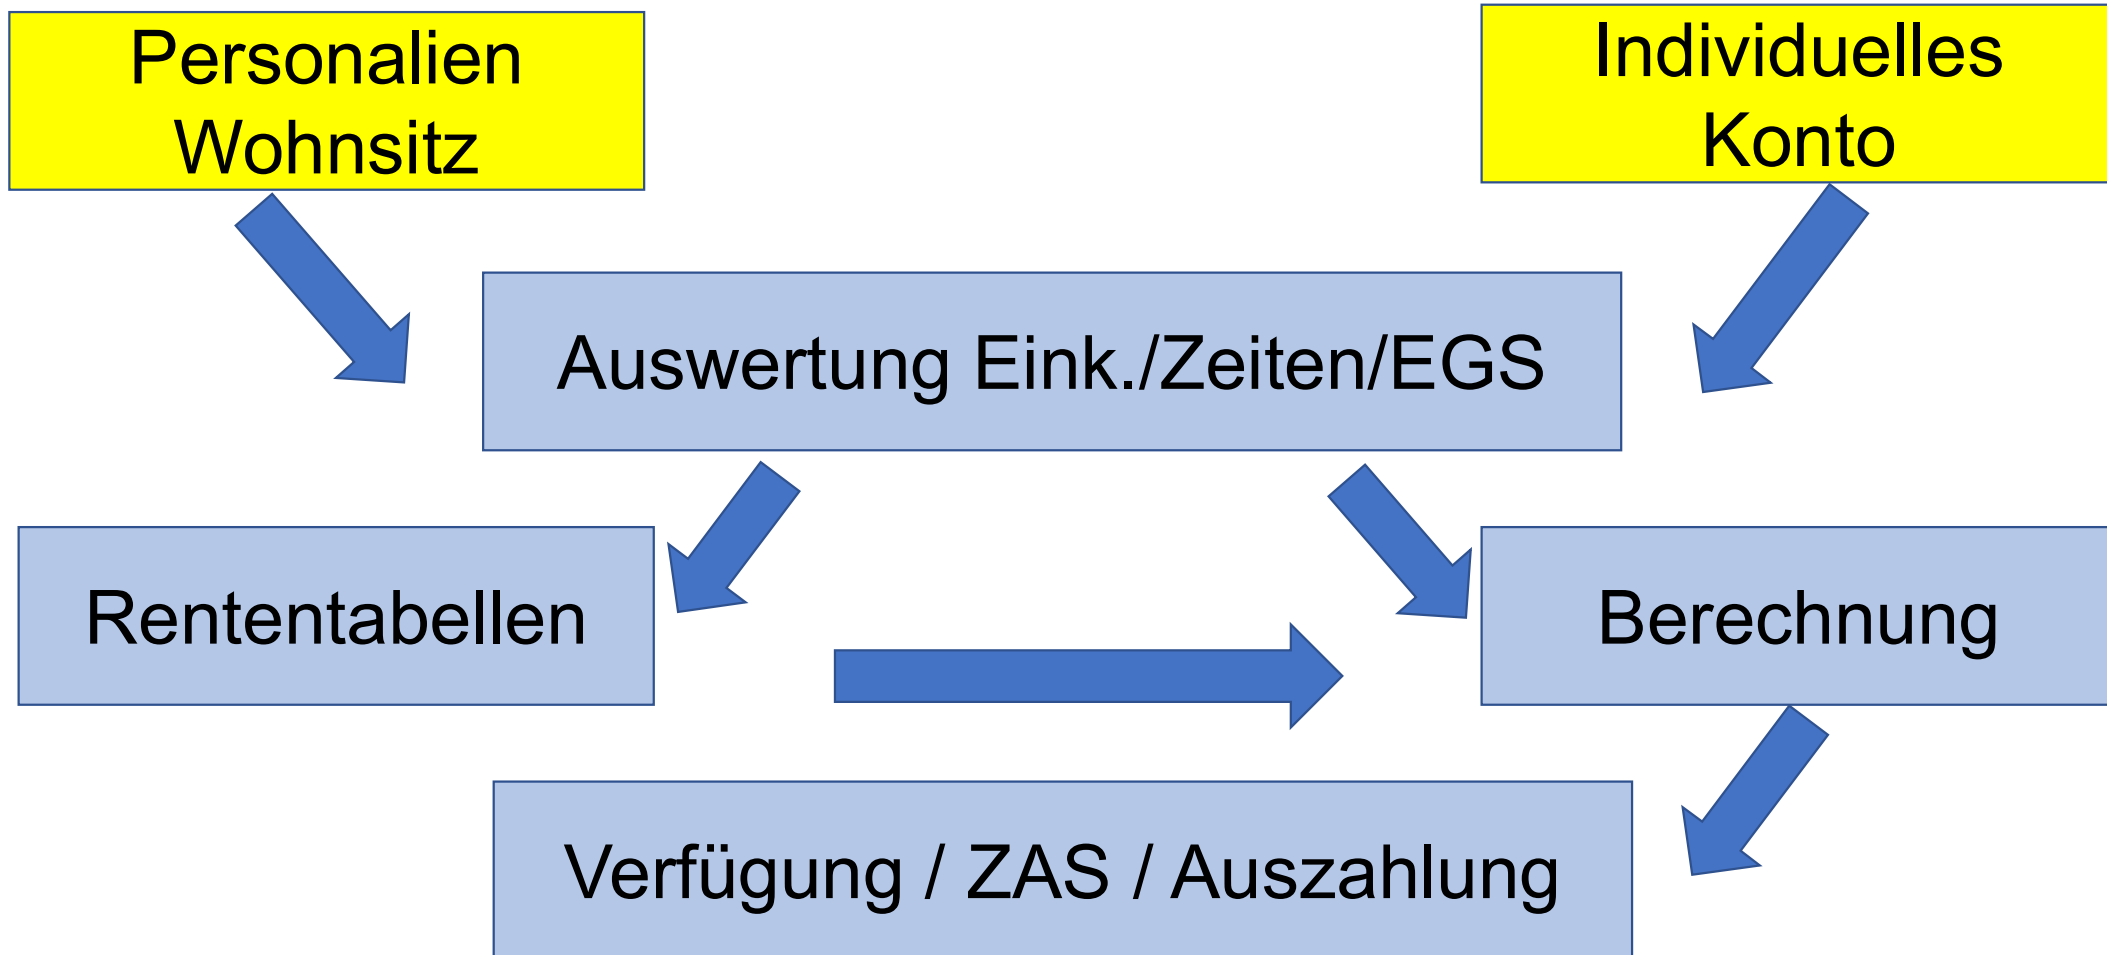 Personalien
Wohnsitz
Individuelles
Konto
Auswertung Eink./Zeiten/EGS
Rententabellen
Berechnung
Verfügung / ZAS / Auszahlung